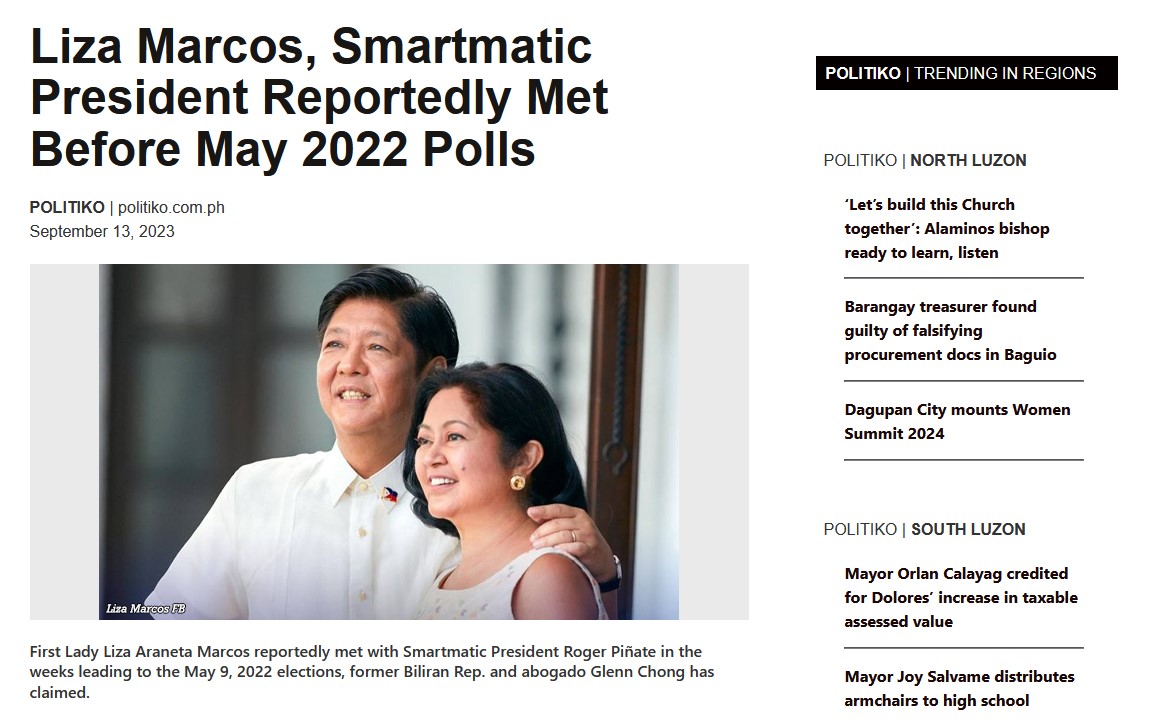 Liza Marcos, Smartmatic
President Reportedly Met
Before May 2022 Polls
POLITIKO | politiko.com.ph
September 13, 2023
Liza Marcos FB
First Lady Liza Araneta Marcos reportedly met with Smartmatic President Roger Piñate in the
weeks leading to the May 9, 2022 elections, former Biliran Rep. and abogado Glenn Chong has
claimed.
POLITIKO | TRENDING IN REGIONS
POLITIKO | NORTH LUZON
‘Let’s build this Church
together’: Alaminos bishop
ready to learn, listen
Barangay treasurer found
guilty of falsifying
procurement docs in Baguio
Dagupan City mounts Women
Summit 2024
POLITIKO | SOUTH LUZON
Mayor Orlan Calayag credited
for Dolores’ increase in taxable
assessed value
Mayor Joy Salvame distributes
armchairs to high school